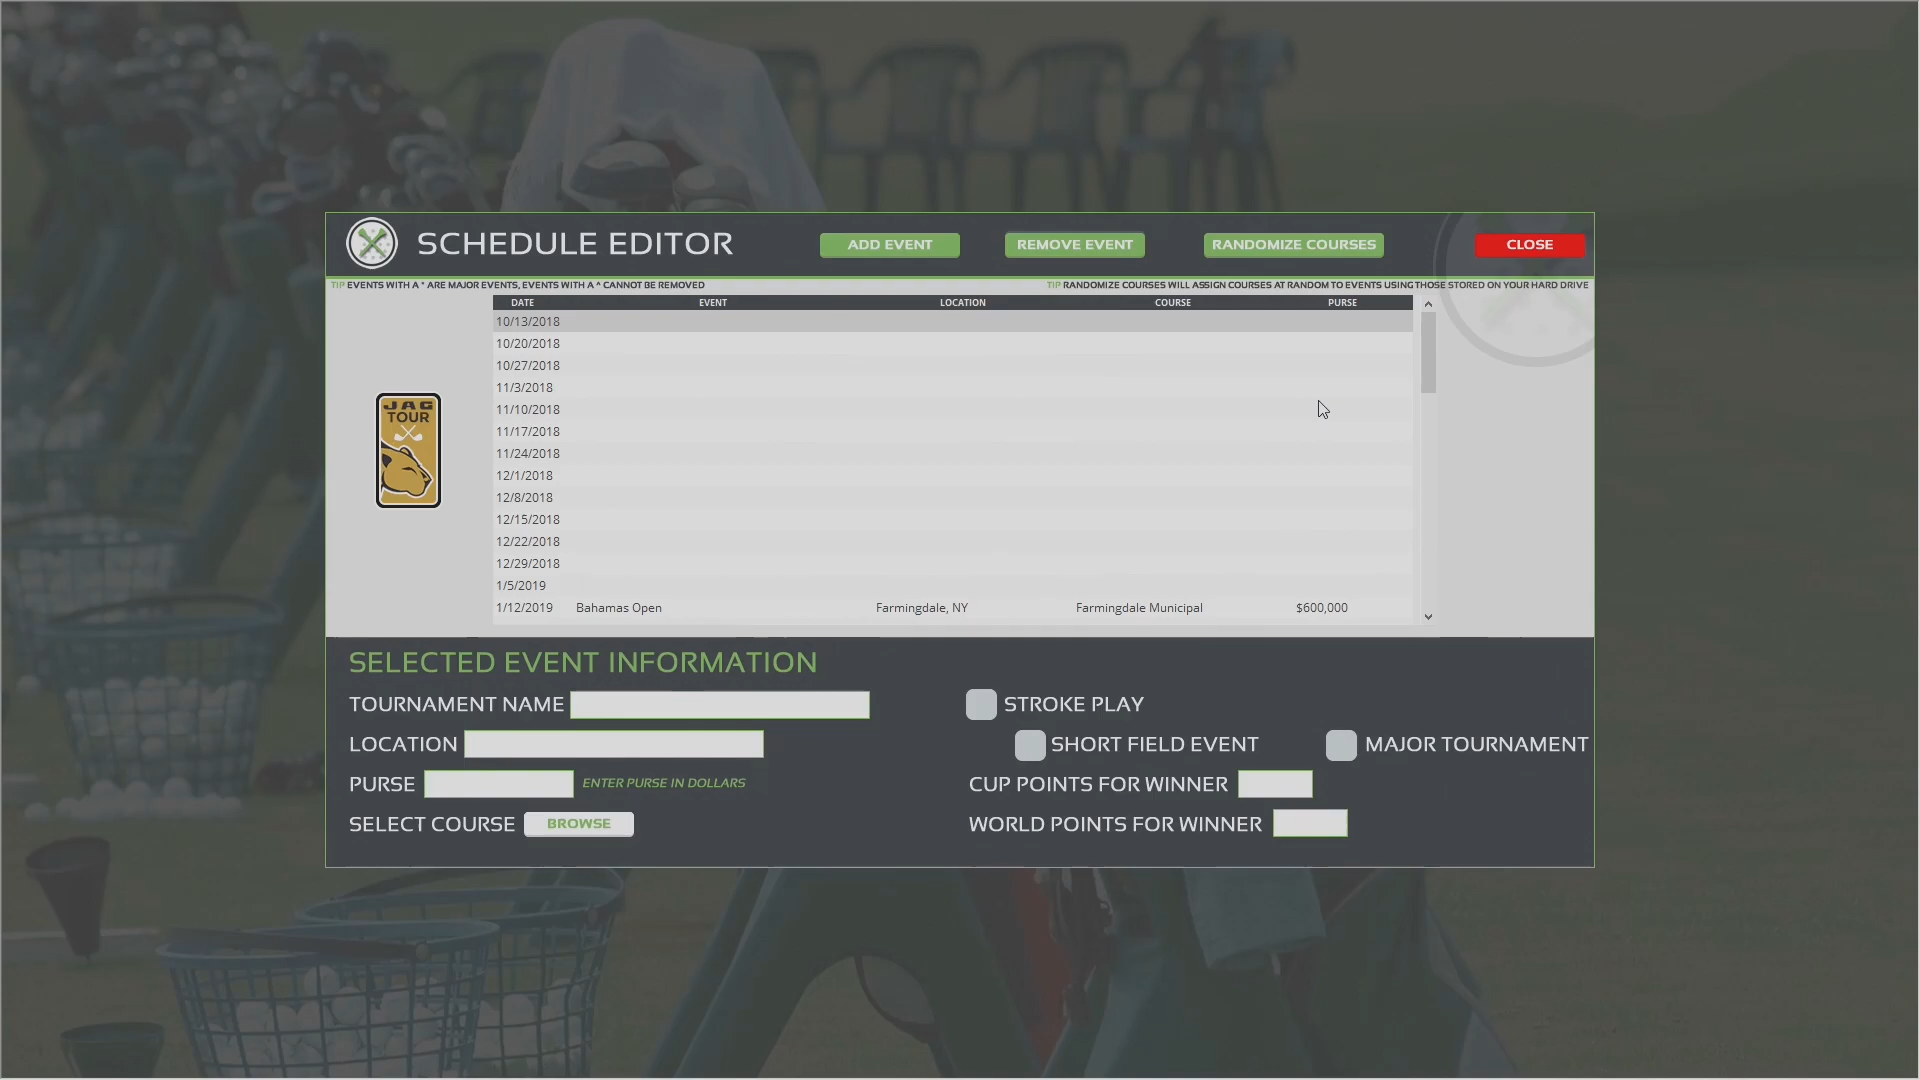 SCHEDULE EDITOR
ADD EVENT
REMOVE EVENT
RANDOMIZE COURSES
CLOSE
TIP EVENTS WITH A * ARE MAJOR EVENTS, EVENTS WITH A ^ CANNOT BE REMOVED
TIP RANDOMIZE COURSES WILL ASSIGN COURSES AT RANDOM TO EVENTS USING THOSE STORED ON YOUR HARD DRIVE
DATE EVENT LOCATION COURSE PURSE
10/13/2018
10/20/2018
10/27/2018
11/3/2018
11/10/2018
11/17/2018
11/24/2018
12/1/2018
12/8/2018
12/15/2018
12/22/2018
12/29/2018
1/5/2019
1/12/2019 Bahamas Open Farmingdale, NY Farmingdale Municipal $600,000
JAG
TOUR
SELECTED EVENT INFORMATION
TOURNAMENT NAME
LOCATION
PURSE
ENTER PURSE IN DOLLARS
SELECT COURSE
BROWSE
STROKE PLAY
SHORT FIELD EVENT
MAJOR TOURNAMENT
CUP POINTS FOR WINNER
WORLD POINTS FOR WINNER